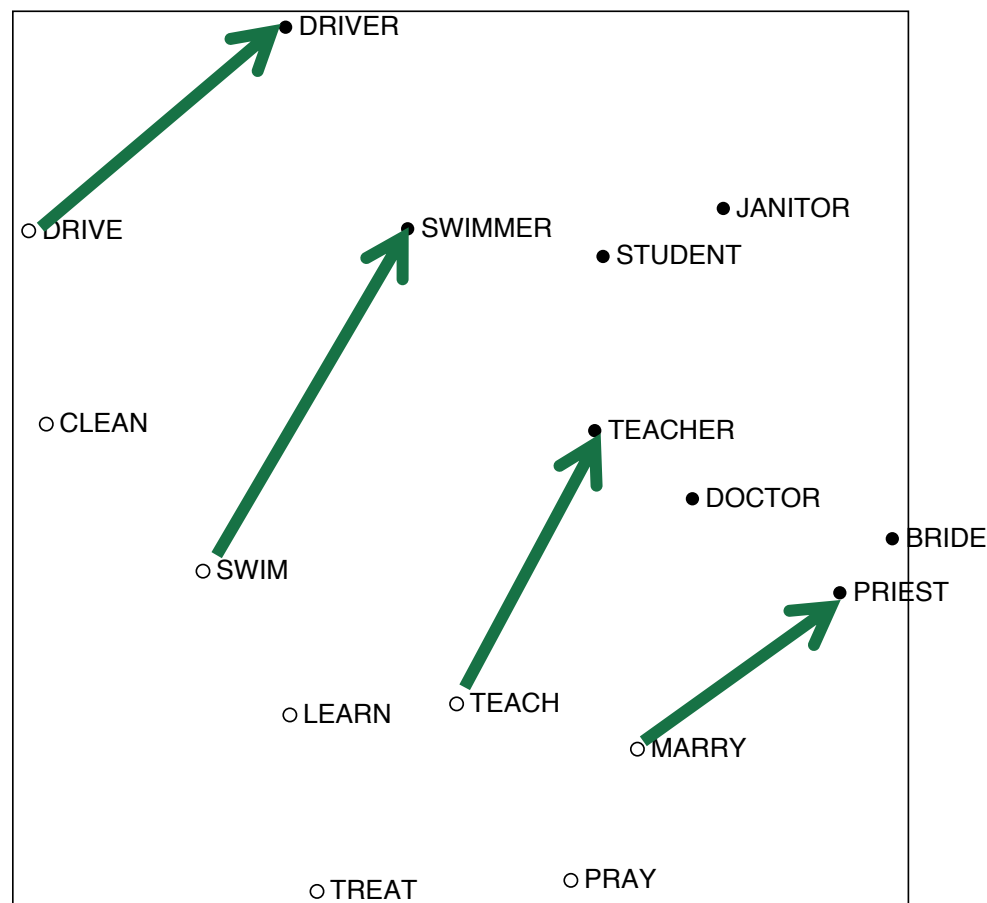 DRIVER
JANITOR
SWIMMER
DRIVE
STUDENT
CLEAN
TEACHER
DOCTOR
BRIDE
SWIM
PRIEST
TEACH
LEARN
MARRY
PRAY
TREAT